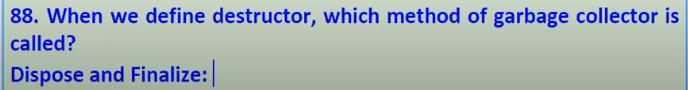 88. When we define destructor, which method of garbage collector is
called?
Dispose and Finalize: